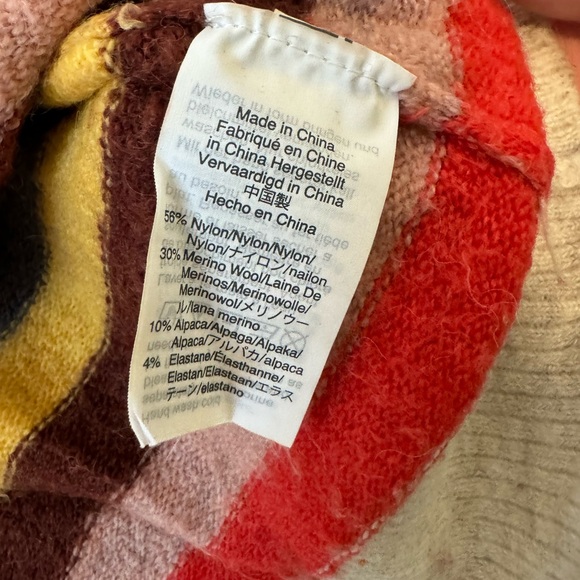 Made in China
Fabriqué en Chine
in China Hergestellt
Vervaardigd in China
中国製
Hecho en China
56% Nylon/Nylon/Nylon/
Nylon/ナイロン/nailon
30% Merino Wool/Laine De
Merinos/Merinowolle/
Merinowol/メリノウー
ル/lana merino
10% Alpaca/Alpaga/Alpaka/
Alpaca/アルパカ/alpaca
4% Elastane/Élasthanne/
Elastan/Elastaan/エラス
テーン/elastano